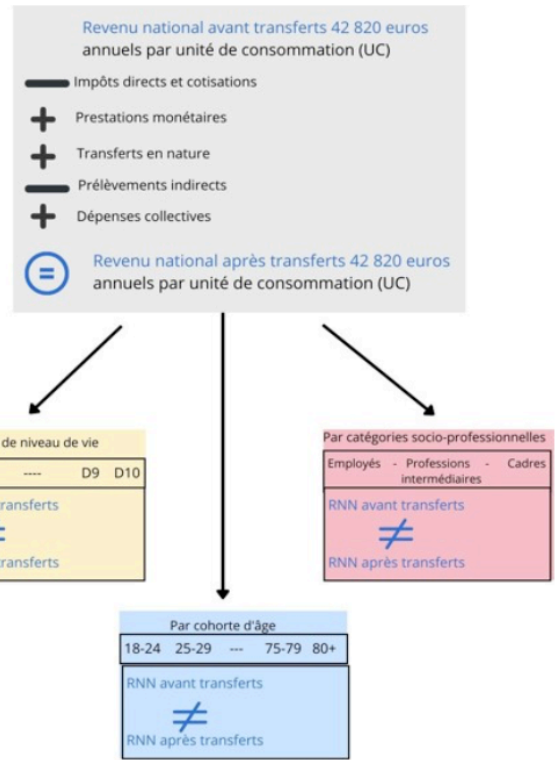 Revenu national avant transferts 42 820 euros
annuels par unité de consommation (UC)
Impôts directs et cotisations
Prestations monétaires
Transferts en nature
Prélèvements indirects
Dépenses collectives
Revenu national après transferts 42 820 euros
annuels par unité de consommation (UC)
de niveau de vie
---- D9 D10
ransferts
ransferts
Par catégories socio-professionnelles
Employés - Professions - Cadres
intermédiaires
RNN avant transferts
RNN après transferts
Par cohorte d'âge
18-24 25-29 --- 75-79 80+
RNN avant transferts
RNN après transferts